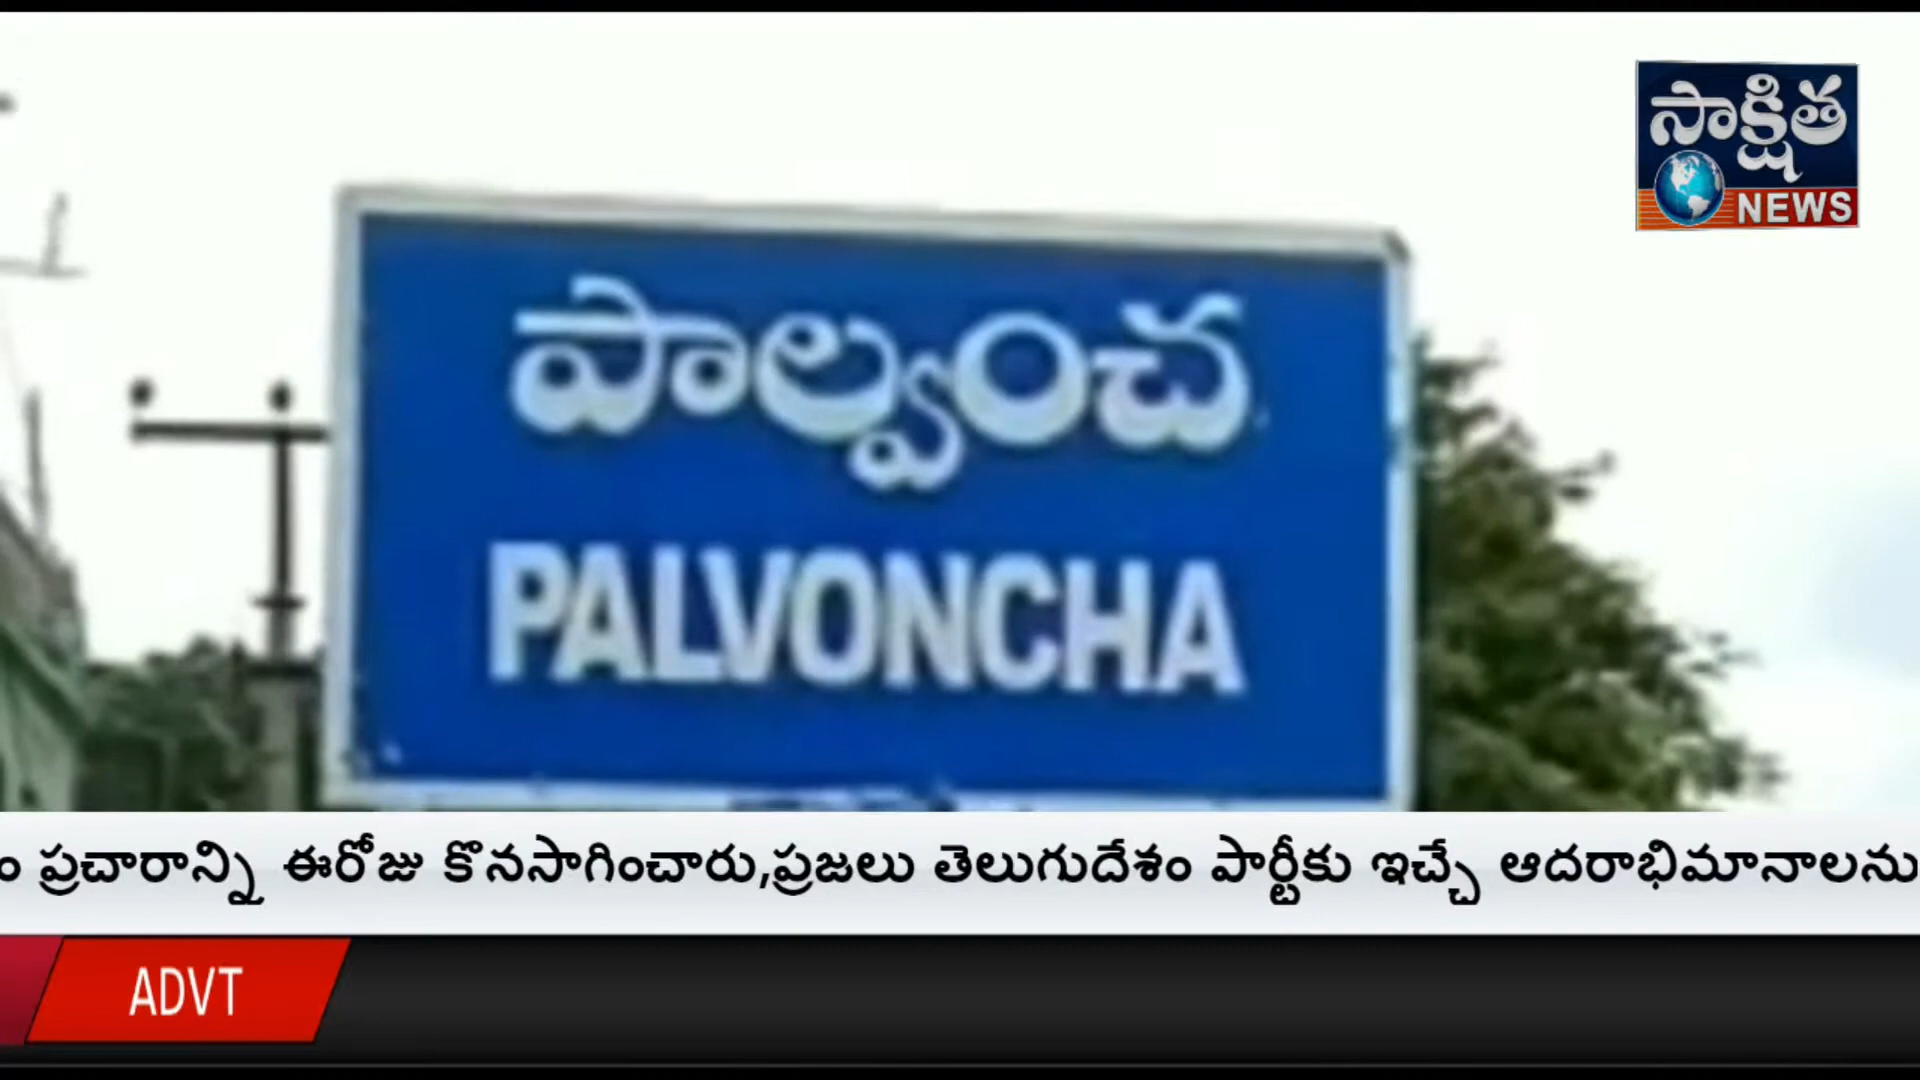 సాక్షిత
NEWS
పాల్వంచ
PALVONCHA
ప్రచారాన్ని ఈరోజు కొనసాగించారు,ప్రజలు తెలుగుదేశం పార్టీకు ఇచ్చే ఆదరాభిమానాలను
ADVT